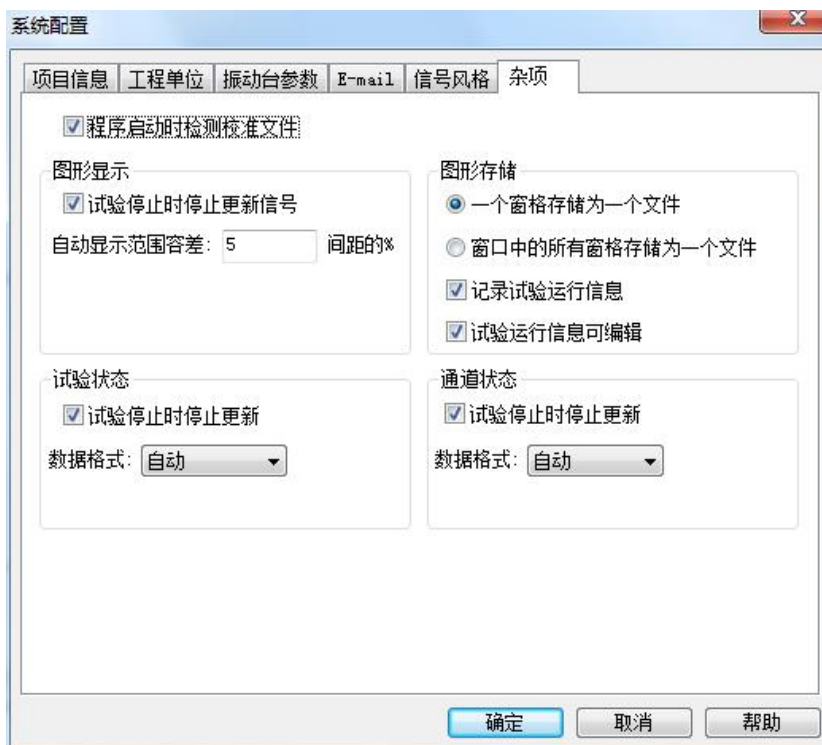 系统配置
项目信息 工程单位 振动台参数 E-mail 信号风格 杂项
程序启动时检测校准文件
图形显示
试验停止时停止更新信号
自动显示范围容差: 5 间距的%
图形存储
一个窗格存储为一个文件
窗口中的所有窗格存储为一个文件
记录试验运行信息
试验运行信息可编辑
试验状态
试验停止时停止更新
数据格式: 自动
通道状态
试验停止时停止更新
数据格式: 自动
确定 取消 帮助